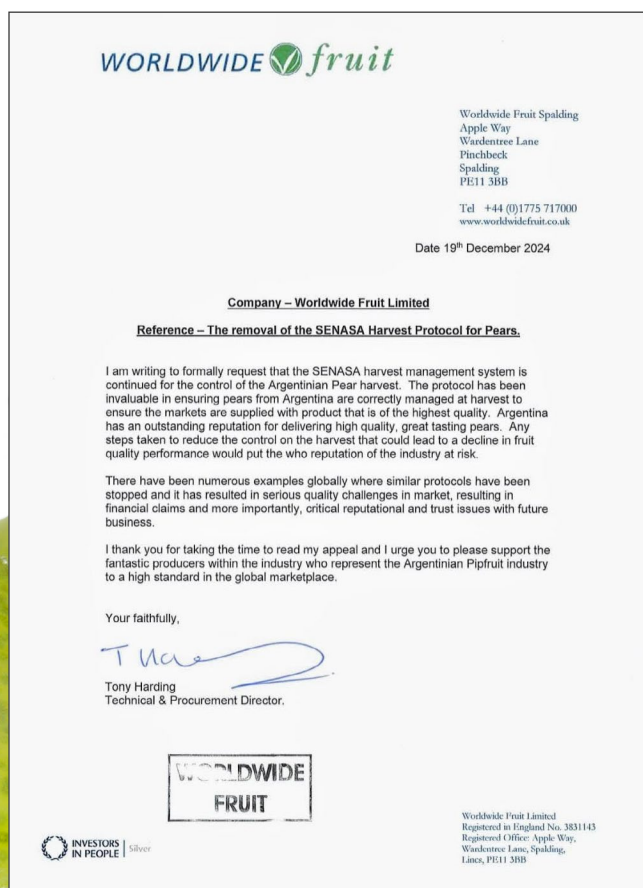 WORLDWIDE fruit
Worldwide Fruit Spalding
Apple Way
Wardentree Lane
Pinchbeck
Spalding
PE11 3BB
Tel +44 (0)1775 717000
www.worldwidefruit.co.uk
Date 19th December 2024
Company – Worldwide Fruit Limited
Reference – The removal of the SENASA Harvest Protocol for Pears.
I am writing to formally request that the SENASA harvest management system is
continued for the control of the Argentinian Pear harvest. The protocol has been
invaluable in ensuring pears from Argentina are correctly managed at harvest to
ensure the markets are supplied with product that is of the highest quality. Argentina
has an outstanding reputation for delivering high quality, great tasting pears. Any
steps taken to reduce the control on the harvest that could lead to a decline in fruit
quality performance would put the who reputation of the industry at risk.
There have been numerous examples globally where similar protocols have been
stopped and it has resulted in serious quality challenges in market, resulting in
financial claims and more importantly, critical reputational and trust issues with future
business.
I thank you for taking the time to read my appeal and I urge you to please support the
fantastic producers within the industry who represent the Argentinian Pipfruit industry
to a high standard in the global marketplace.
Your faithfully,
Tony Harding
Technical & Procurement Director.
WORLDWIDE
FRUIT
INVESTORS
IN PEOPLE Silver
Worldwide Fruit Limited
Registered in England No. 3831143
Registered Office: Apple Way,
Wardentree Lane, Spalding,
Lincs, PE11 3BB